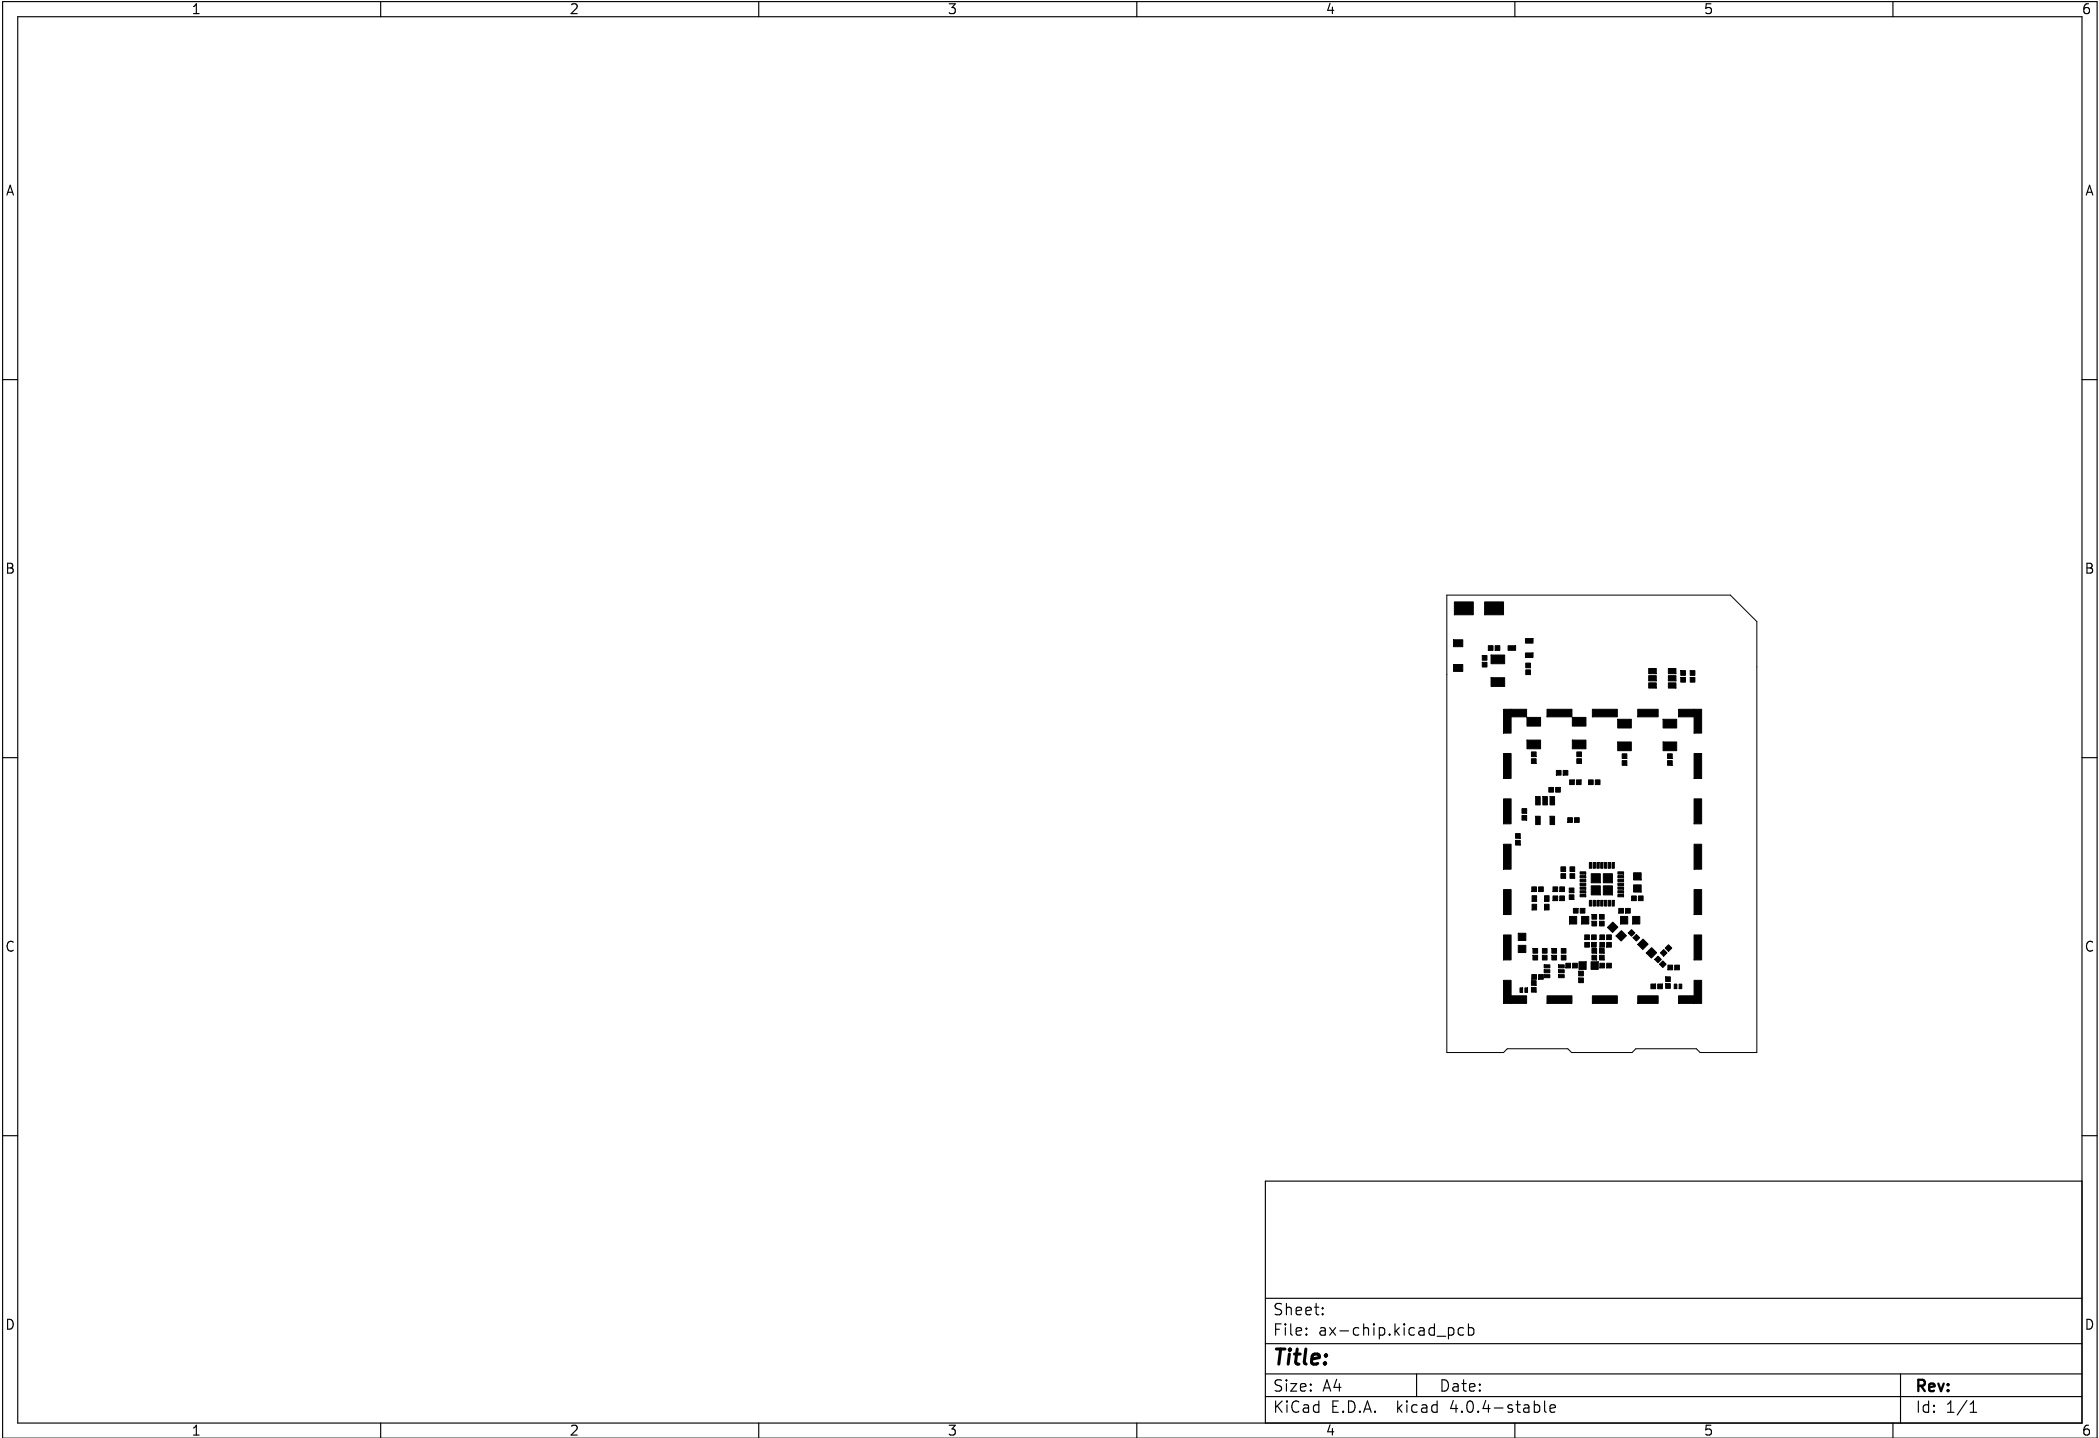 1 2 3 4 5 6
A A
B B
C C
Sheet:
File: ax-chip.kicad_pcb
D D
Title:
Size: A4 Date: Rev:
KiCad E.D.A. kicad 4.0.4-stable Id: 1/1
1 2 3 4 5 6